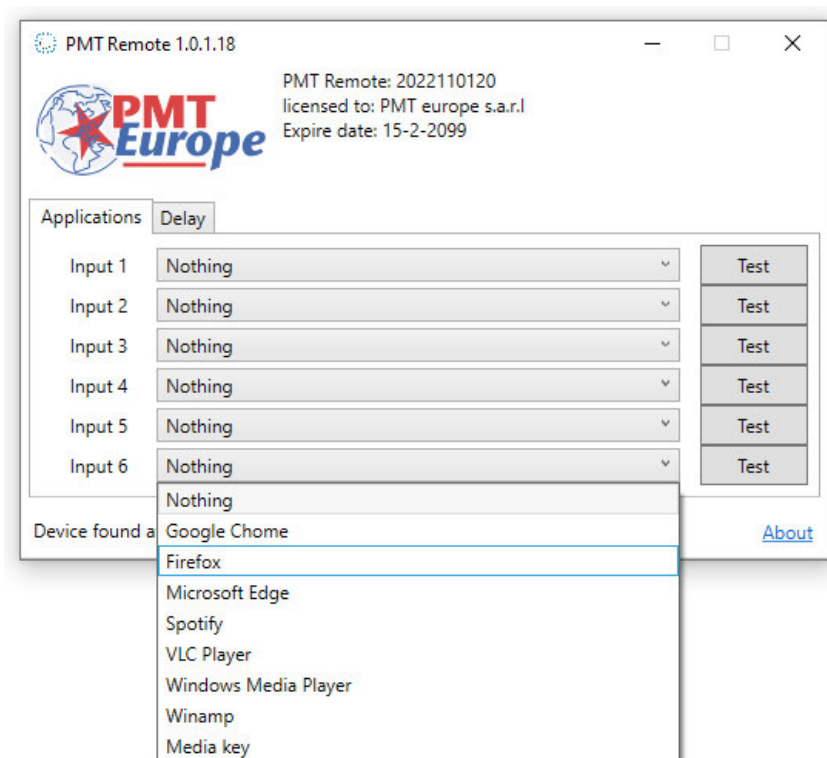 PMT Remote 1.0.1.18
PMT
Europe
PMT Remote: 2022110120
licensed to: PMT europe s.a.r.l
Expire date: 15-2-2099
Applications Delay
Input 1 Nothing Test
Input 2 Nothing Test
Input 3 Nothing Test
Input 4 Nothing Test
Input 5 Nothing Test
Input 6 Nothing Test
Nothing
Device found a Google Chome About
Firefox
Microsoft Edge
Spotify
VLC Player
Windows Media Player
Winamp
Media key